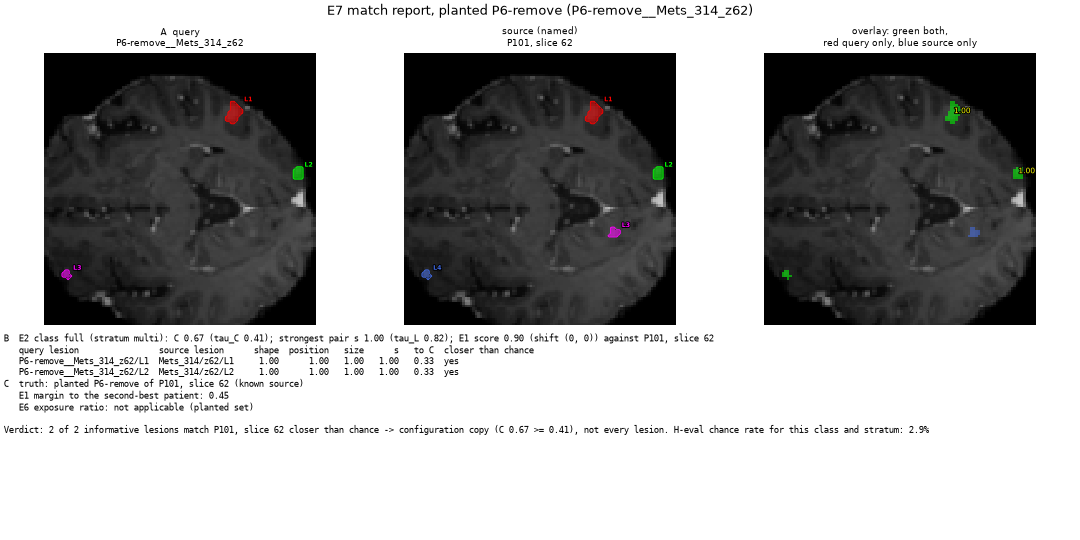 E7 match report, planted P6-remove (P6-remove__Mets_314_z62)
A query
P6-remove__Mets_314_z62
source (named)
P101, slice 62
overlay: green both,
red query only, blue source only
L1
L2
L3
L1
L2
L3
L4
1.00
1.00
B E2 class full (stratum multi): C 0.67 (tau_C 0.41); strongest pair s 1.00 (tau_L 0.82); E1 score 0.90 (shift (0, 0)) against P101, slice 62
query lesion source lesion shape position size s to C closer than chance
P6-remove__Mets_314_z62/L1 Mets_314/z62/L1 1.00 1.00 1.00 1.00 0.33 yes
P6-remove__Mets_314_z62/L2 Mets_314/z62/L2 1.00 1.00 1.00 1.00 0.33 yes
C truth: planted P6-remove of P101, slice 62 (known source)
E1 margin to the second-best patient: 0.45
E6 exposure ratio: not applicable (planted set)
Verdict: 2 of 2 informative lesions match P101, slice 62 closer than chance -> configuration copy (C 0.67 >= 0.41), not every lesion. H-eval chance rate for this class and stratum: 2.9%